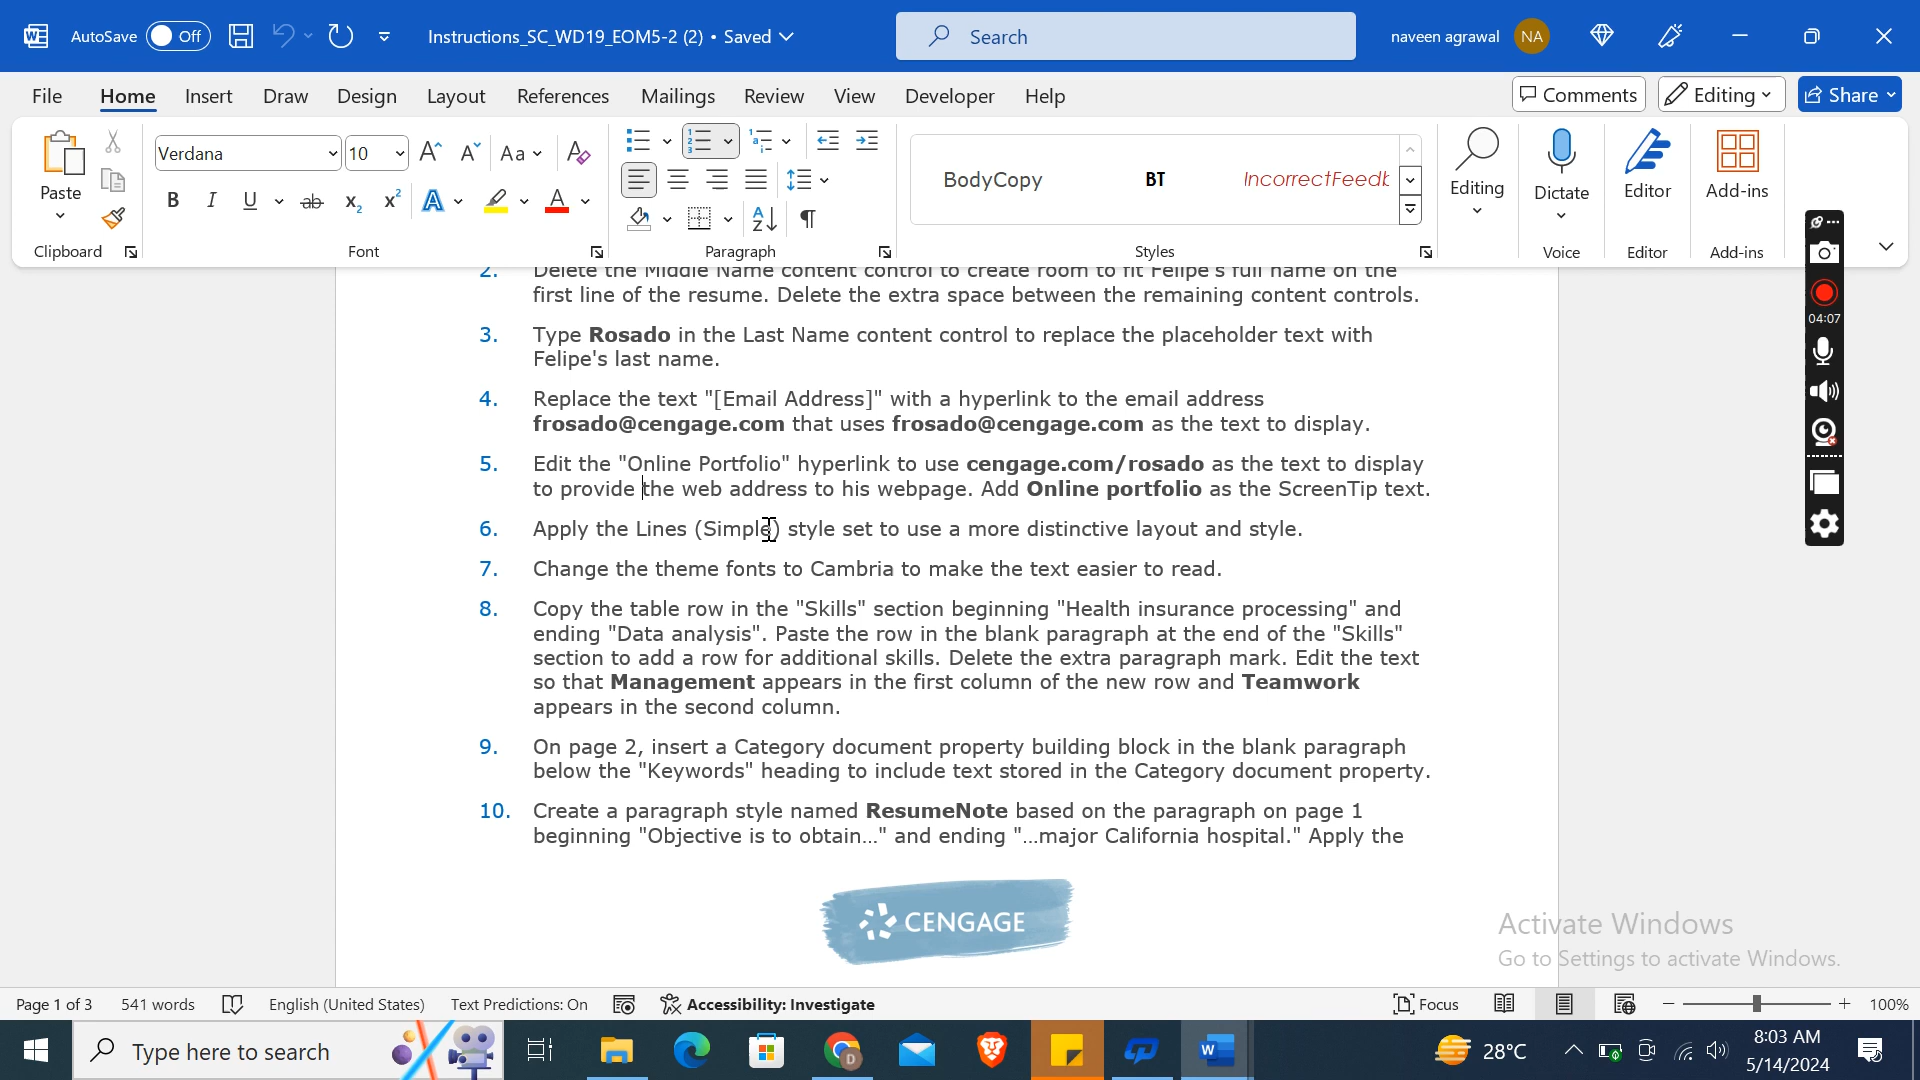 AutoSave Off Instructions_SC_WD19_EOM5-2 (2) • Saved Search naveen agrawal NA
File Home Insert Draw Design Layout References Mailings Review View Developer Help Comments Editing Share
Paste Verdana 10 Aa BodyCopy BT IncorrectFeedb Editing Dictate Editor Add-ins
Clipboard Font Paragraph Styles Voice Editor Add-ins
2. Delete the Middle Name content control to create room to fit Felipe's full name on the
first line of the resume. Delete the extra space between the remaining content controls.
3. Type Rosado in the Last Name content control to replace the placeholder text with
Felipe's last name.
4. Replace the text "[Email Address]" with a hyperlink to the email address
frosado@cengage.com that uses frosado@cengage.com as the text to display.
5. Edit the "Online Portfolio" hyperlink to use cengage.com/rosado as the text to display
to provide the web address to his webpage. Add Online portfolio as the ScreenTip text.
6. Apply the Lines (Simple) style set to use a more distinctive layout and style.
7. Change the theme fonts to Cambria to make the text easier to read.
8. Copy the table row in the "Skills" section beginning "Health insurance processing" and
ending "Data analysis". Paste the row in the blank paragraph at the end of the "Skills"
section to add a row for additional skills. Delete the extra paragraph mark. Edit the text
so that Management appears in the first column of the new row and Teamwork
appears in the second column.
9. On page 2, insert a Category document property building block in the blank paragraph
below the "Keywords" heading to include text stored in the Category document property.
10. Create a paragraph style named ResumeNote based on the paragraph on page 1
beginning "Objective is to obtain…" and ending "…major California hospital." Apply the
CENGAGE
04:07
Activate Windows
Go to Settings to activate Windows.
Page 1 of 3 541 words English (United States) Text Predictions: On Accessibility: Investigate Focus 100%
Type here to search 28°C 8:03 AM
5/14/2024